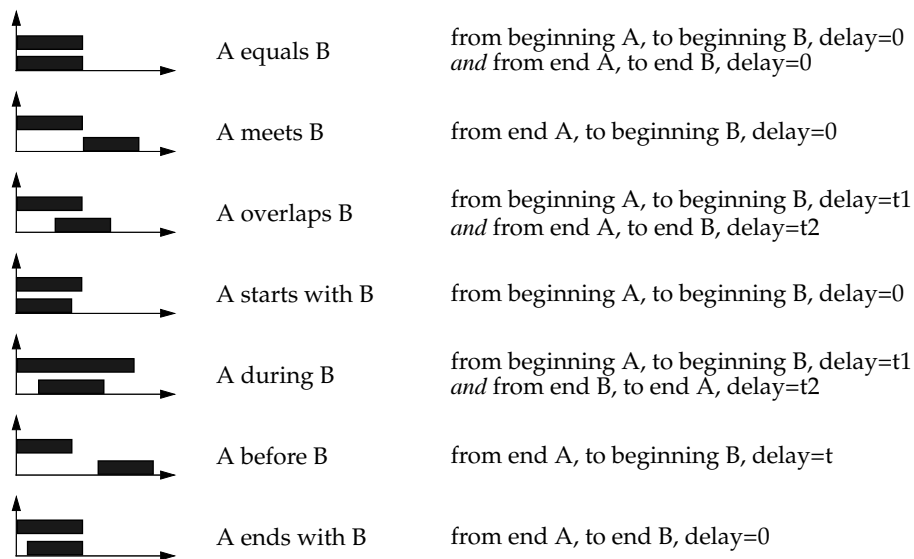 A equals B
from beginning A, to beginning B, delay=0
and from end A, to end B, delay=0
A meets B
from end A, to beginning B, delay=0
A overlaps B
from beginning A, to beginning B, delay=t1
and from end A, to end B, delay=t2
A starts with B
from beginning A, to beginning B, delay=0
A during B
from beginning A, to beginning B, delay=t1
and from end B, to end A, delay=t2
A before B
from end A, to beginning B, delay=t
A ends with B
from end A, to end B, delay=0